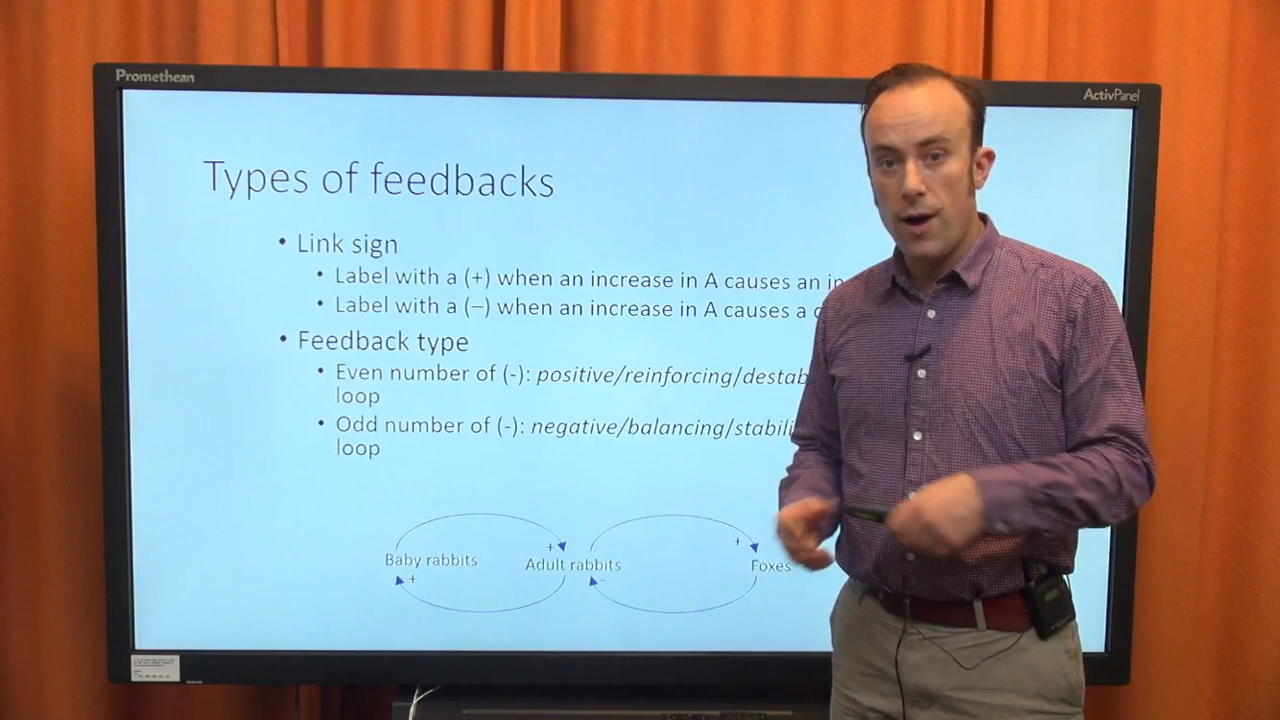 Promethean
ActivPanel
Types of feedbacks
• Link sign
• Label with a (+) when an increase in A causes an
• Label with a (–) when an increase in A causes a
• Feedback type
• Even number of (-): positive/reinforcing/destab
loop
• Odd number of (-): negative/balancing/stabili
loop
+ + 
Baby rabbits Adult rabbits Foxes
+ -